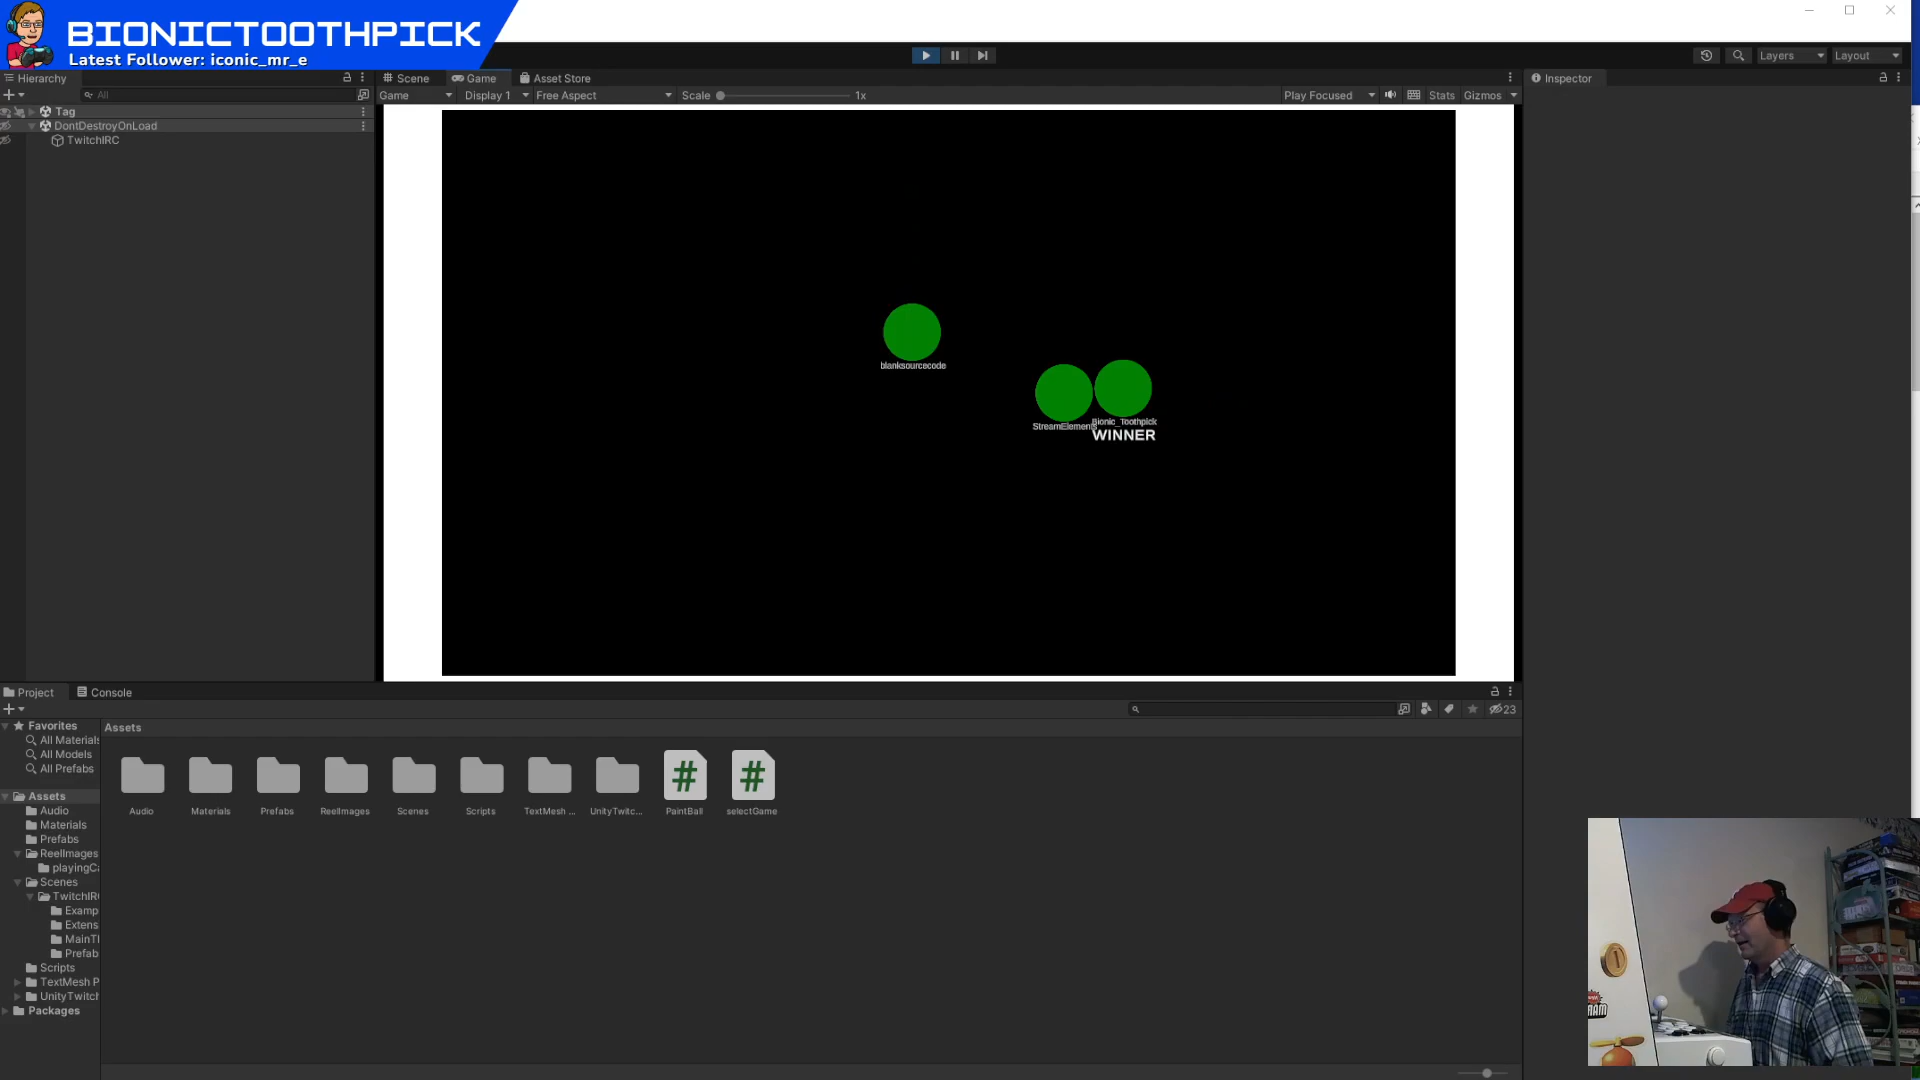 BIONICTOOTHPICK
Latest Follower: iconic_mr_e
Layers
Layout
Hierarchy
Scene
Game
Asset Store
Inspector
All
Game
Display 1
Free Aspect
Scale
1x
Play Focused
Stats
Gizmos
Tag
DontDestroyOnLoad
TwitchIRC
blanksourcecode
StreamElements
Bionic_Toothpick
WINNER
Project
Console
23
Favorites
All Materials
All Models
All Prefabs
Assets
Audio
Materials
Prefabs
ReelImages
playingCa
Scenes
TwitchIR
Examp
Extens
MainTh
Prefab
Scripts
TextMesh P
UnityTwitch
Packages
Assets
Audio
Materials
Prefabs
ReelImages
Scenes
Scripts
TextMesh ...
UnityTwitc...
PaintBall
selectGame